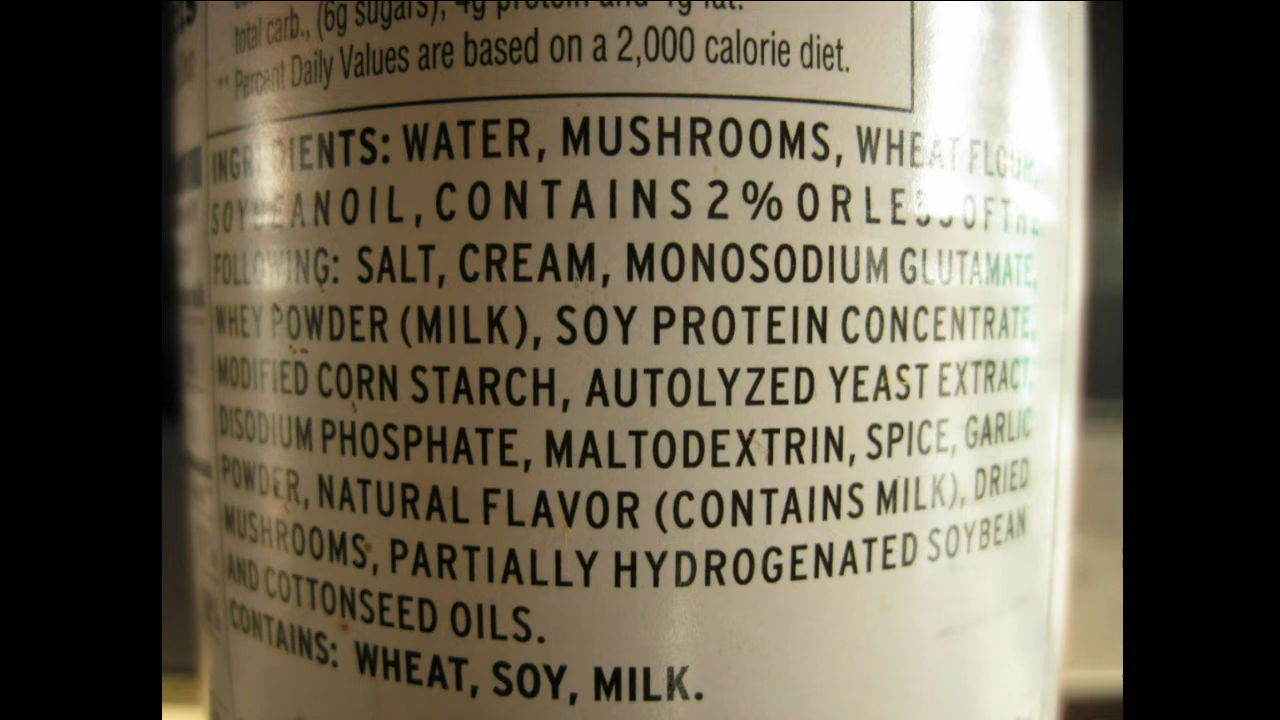 total carb., (6g sugars), 4g protein and 1g fat.
** Percent Daily Values are based on a 2,000 calorie diet.
INGREDIENTS: WATER, MUSHROOMS, WHEAT FLOUR,
SOYBEAN OIL, CONTAINS 2% OR LESS OF THE
FOLLOWING: SALT, CREAM, MONOSODIUM GLUTAMATE,
WHEY POWDER (MILK), SOY PROTEIN CONCENTRATE,
MODIFIED CORN STARCH, AUTOLYZED YEAST EXTRACT,
DISODIUM PHOSPHATE, MALTODEXTRIN, SPICE, GARLIC
POWDER, NATURAL FLAVOR (CONTAINS MILK), DRIED
MUSHROOMS, PARTIALLY HYDROGENATED SOYBEAN
AND COTTONSEED OILS.
CONTAINS: WHEAT, SOY, MILK.